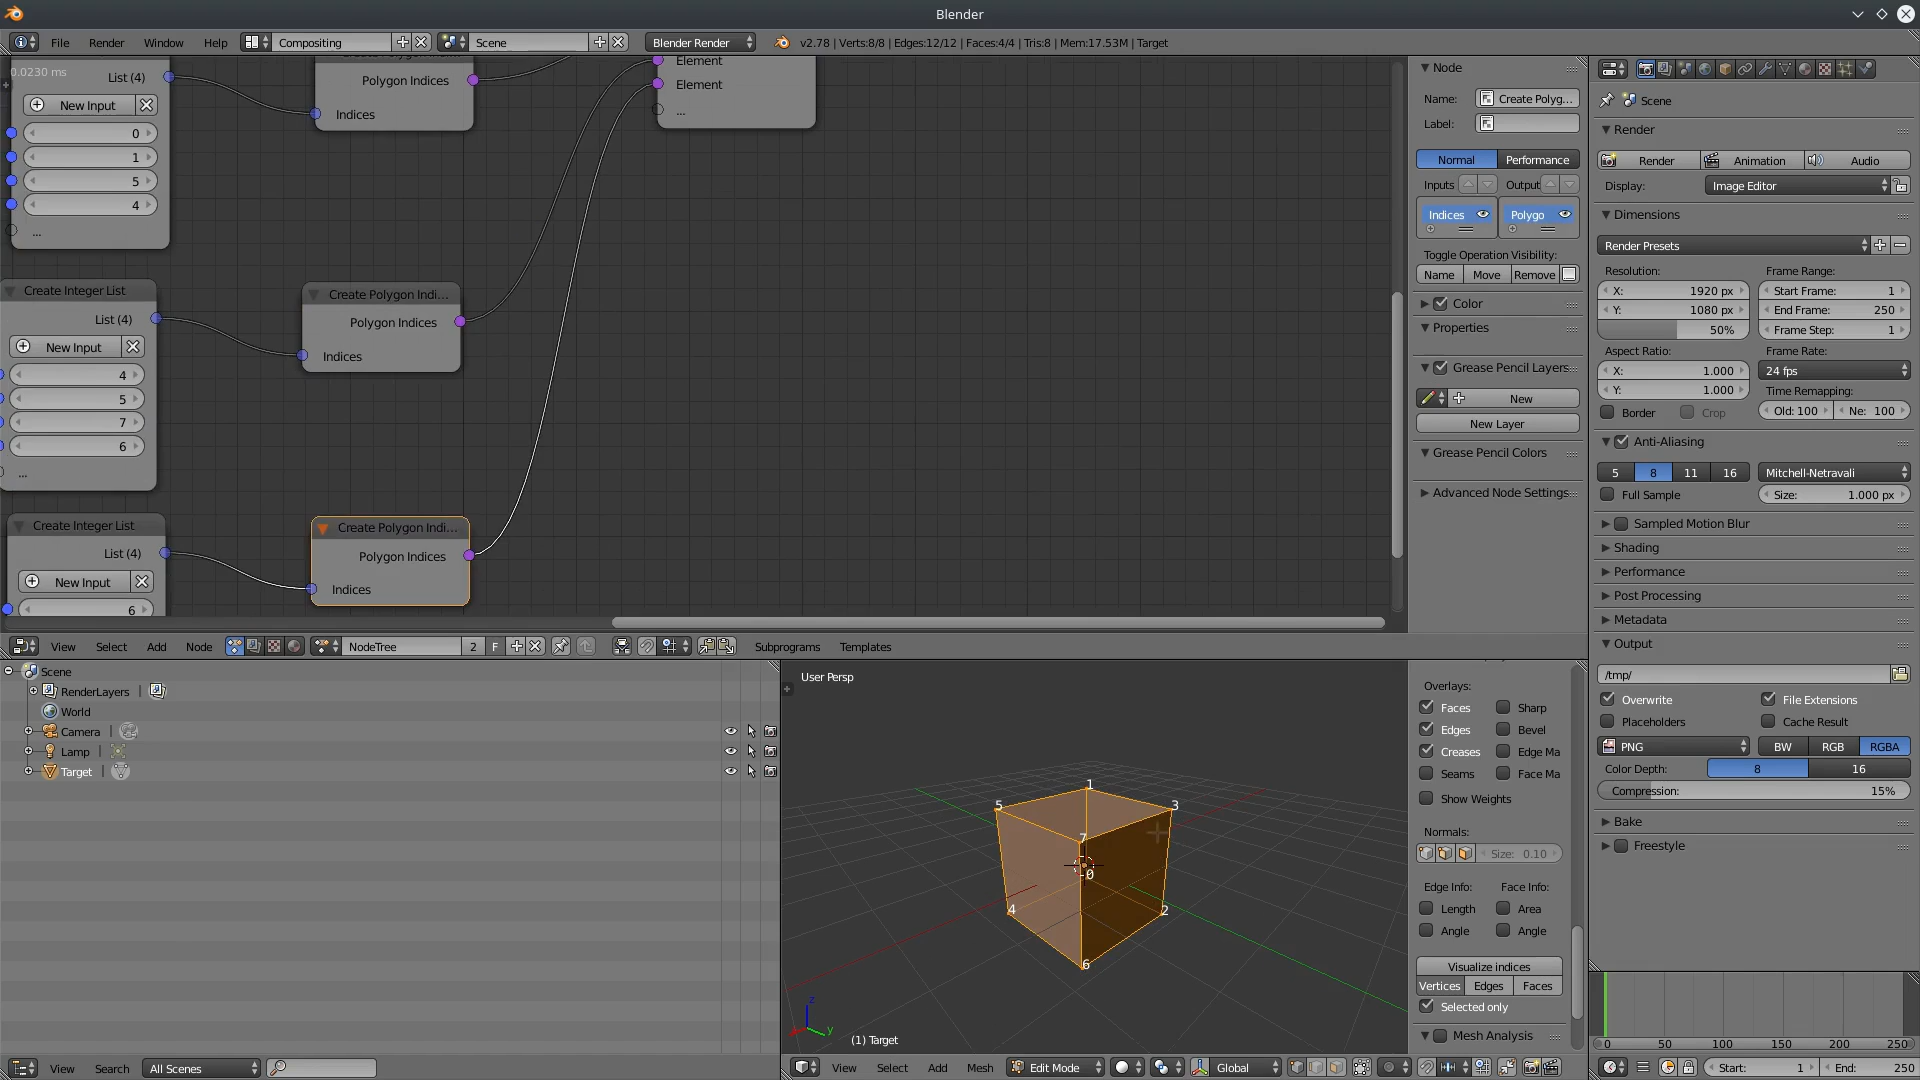 Blender
File Render Window Help Compositing Scene Blender Render v2.78 | Verts:8/8 | Edges:12/12 | Faces:4/4 | Tris:8 | Mem:17.53M | Target
0.0230 ms
List (4)
New Input
0
1
5
4
...
Polygon Indices
Indices
Element
Element
...
Create Integer List
List (4)
New Input
4
5
7
6
...
Create Polygon Indi...
Polygon Indices
Indices
Create Integer List
List (4)
New Input
6
Create Polygon Indi...
Polygon Indices
Indices
Node
Name: Create Polyg...
Label:
Normal Performance
Inputs Output
Indices Polygo
Toggle Operation Visibility:
Name Move Remove
Color
Properties
Grease Pencil Layers
New
New Layer
Grease Pencil Colors
Advanced Node Settings
View Select Add Node NodeTree 2 F Subprograms Templates
Scene
Render
Render Animation Audio
Display: Image Editor
Dimensions
Render Presets
Resolution: Frame Range:
X: 1920 px Start Frame: 1
Y: 1080 px End Frame: 250
50% Frame Step: 1
Aspect Ratio: Frame Rate:
X: 1.000 24 fps
Y: 1.000 Time Remapping:
Border Crop Old: 100 Ne: 100
Anti-Aliasing
5 8 11 16 Mitchell-Netravali
Full Sample Size: 1.000 px
Sampled Motion Blur
Shading
Performance
Post Processing
Metadata
Output
/tmp/
Overwrite File Extensions
Placeholders Cache Result
PNG BW RGB RGBA
Color Depth: 8 16
Compression: 15%
Bake
Freestyle
Scene
RenderLayers |
World
Camera |
Lamp |
Target |
View Search All Scenes
User Persp
1
5
3
7
0
4
2
6
z
y
(1) Target
View Select Add Mesh Edit Mode Global
Overlays:
Faces Sharp
Edges Bevel
Creases Edge Ma
Seams Face Ma
Show Weights
Normals:
Size: 0.10
Edge Info: Face Info:
Length Area
Angle Angle
Visualize indices
Vertices Edges Faces
Selected only
Mesh Analysis
0 50 100 150 200 250
Start: 1 End: 250